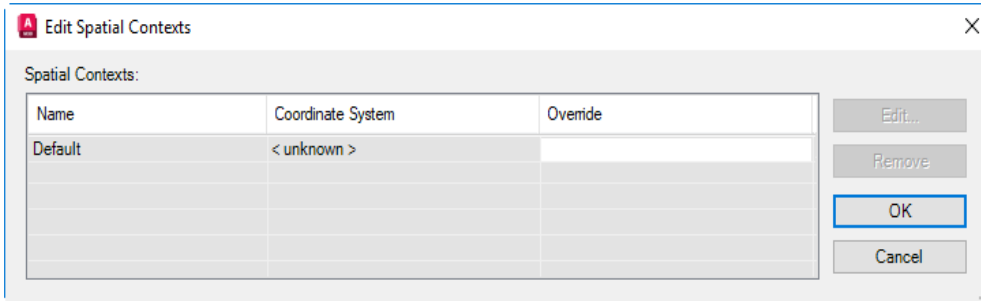 Edit Spatial Contexts
Spatial Contexts:
Name Coordinate System Override
Default < unknown >
Edit...
Remove
OK
Cancel